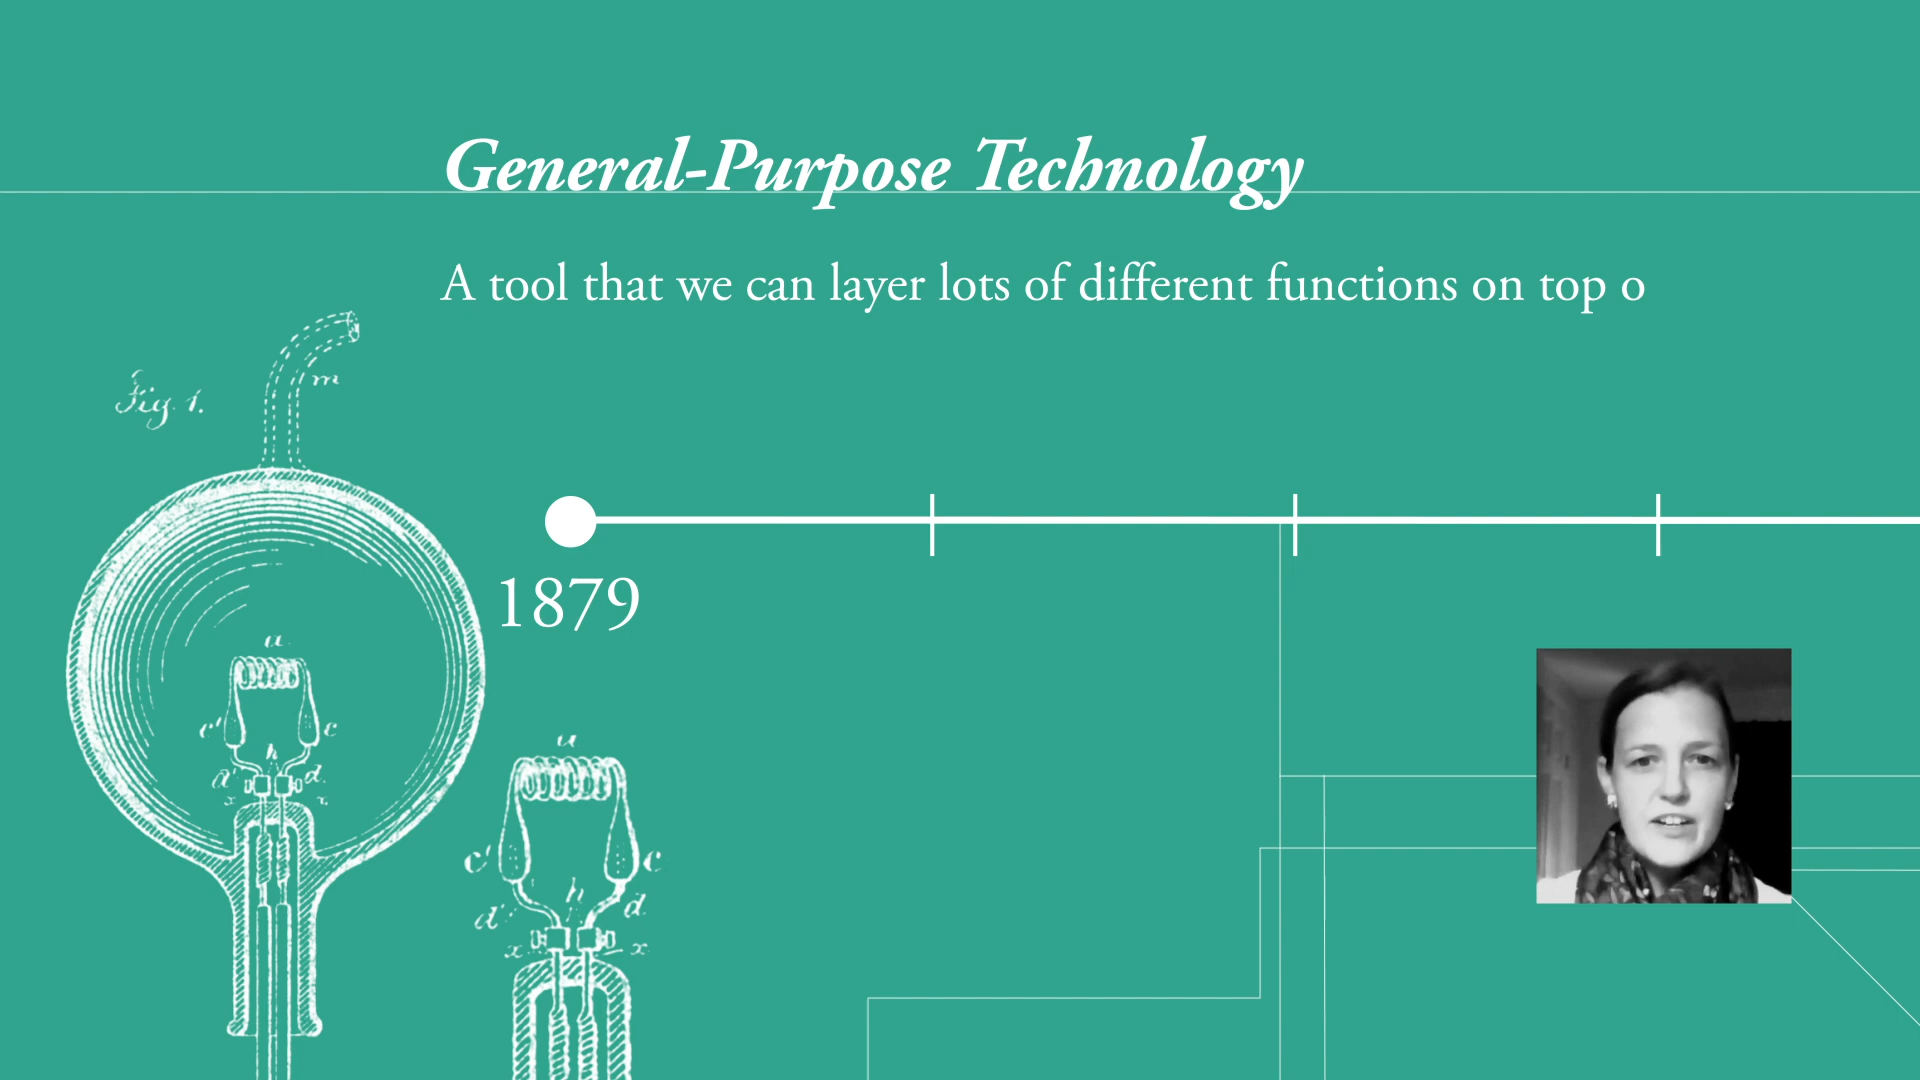 General-Purpose Technology
A tool that we can layer lots of different functions on top o
Fig. 1.
m
1879
a
c' c
h
d' d.
x x
a
c' c
h
d' d.
x x